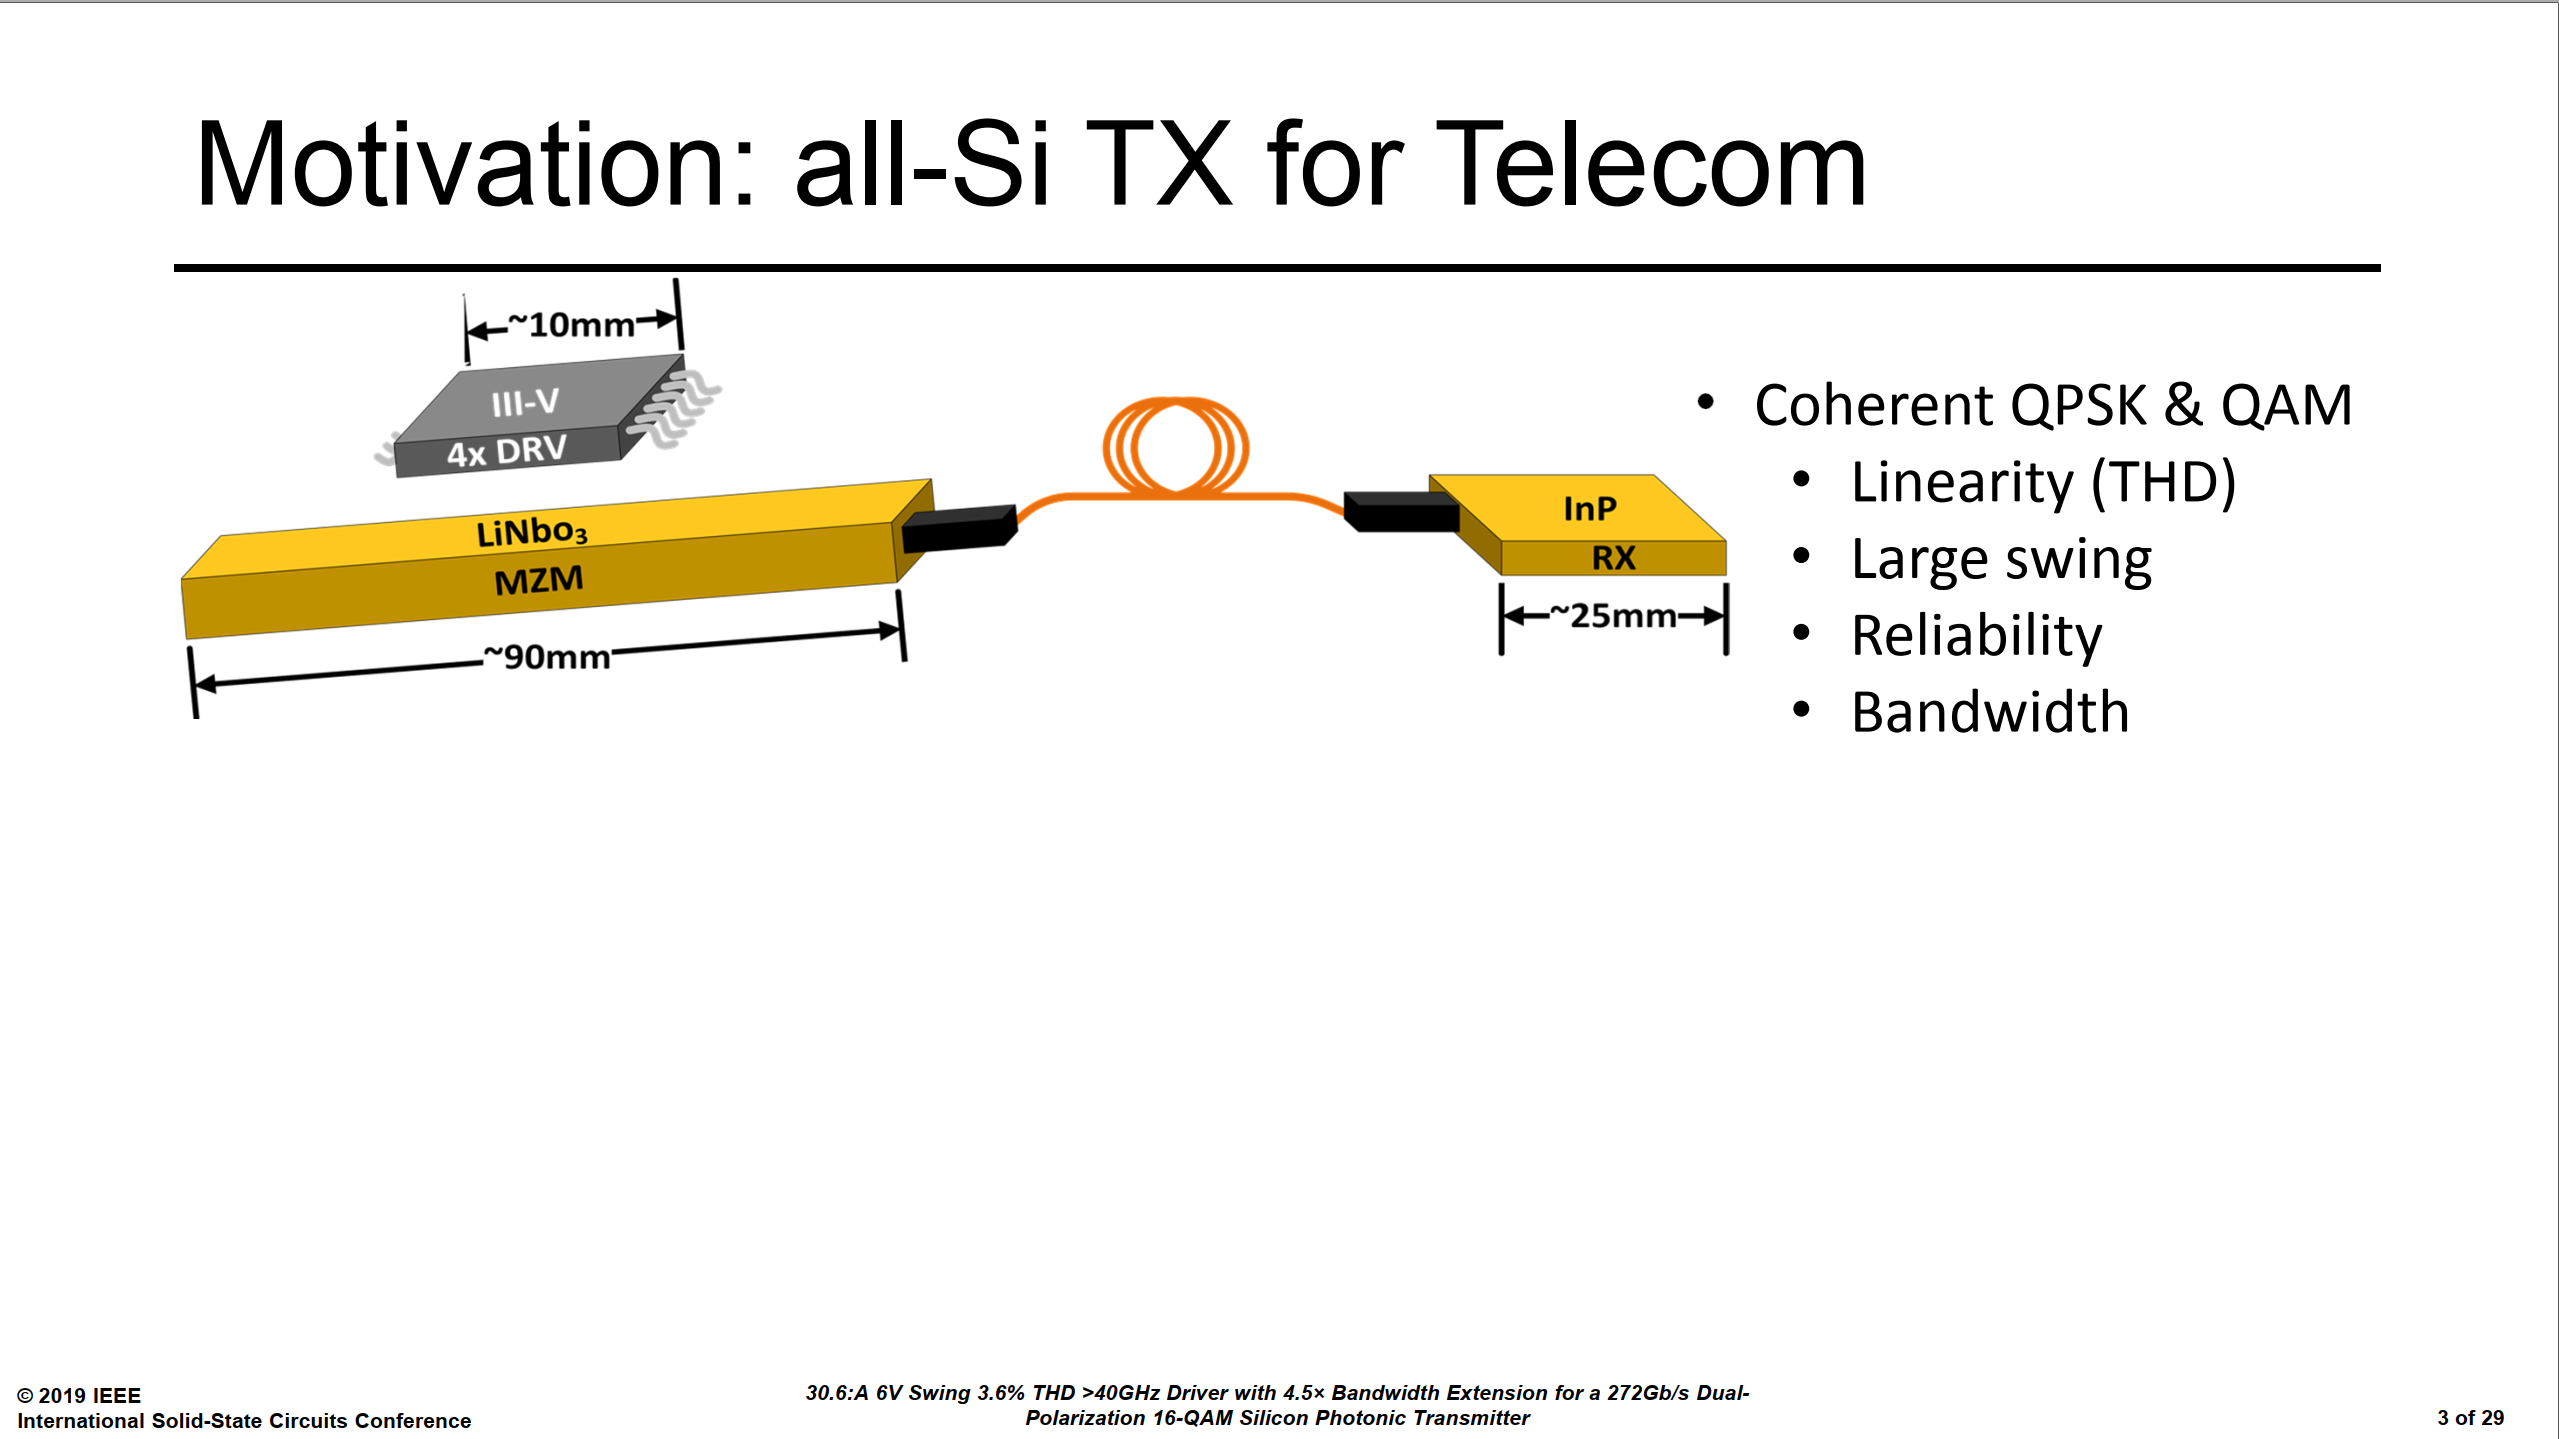 Motivation: all-Si TX for Telecom
~10mm
III-V
4x DRV
LiNbo₃
MZM
~90mm
InP
RX
~25mm
• Coherent QPSK & QAM
• Linearity (THD)
• Large swing
• Reliability
• Bandwidth
© 2019 IEEE
International Solid-State Circuits Conference
30.6:A 6V Swing 3.6% THD >40GHz Driver with 4.5× Bandwidth Extension for a 272Gb/s Dual-
Polarization 16-QAM Silicon Photonic Transmitter
3 of 29